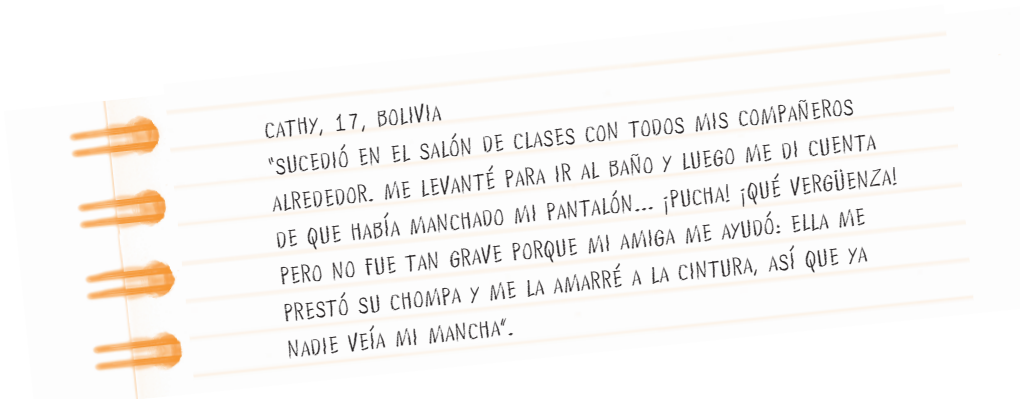 CATHY, 17, BOLIVIA
"SUCEDIÓ EN EL SALÓN DE CLASES CON TODOS MIS COMPAÑEROS
ALREDEDOR. ME LEVANTÉ PARA IR AL BAÑO Y LUEGO ME DI CUENTA
DE QUE HABÍA MANCHADO MI PANTALÓN... ¡PUCHA! ¡QUÉ VERGÜENZA!
PERO NO FUE TAN GRAVE PORQUE MI AMIGA ME AYUDÓ: ELLA ME
PRESTÓ SU CHOMPA Y ME LA AMARRÉ A LA CINTURA, ASÍ QUE YA
NADIE VEÍA MI MANCHA".